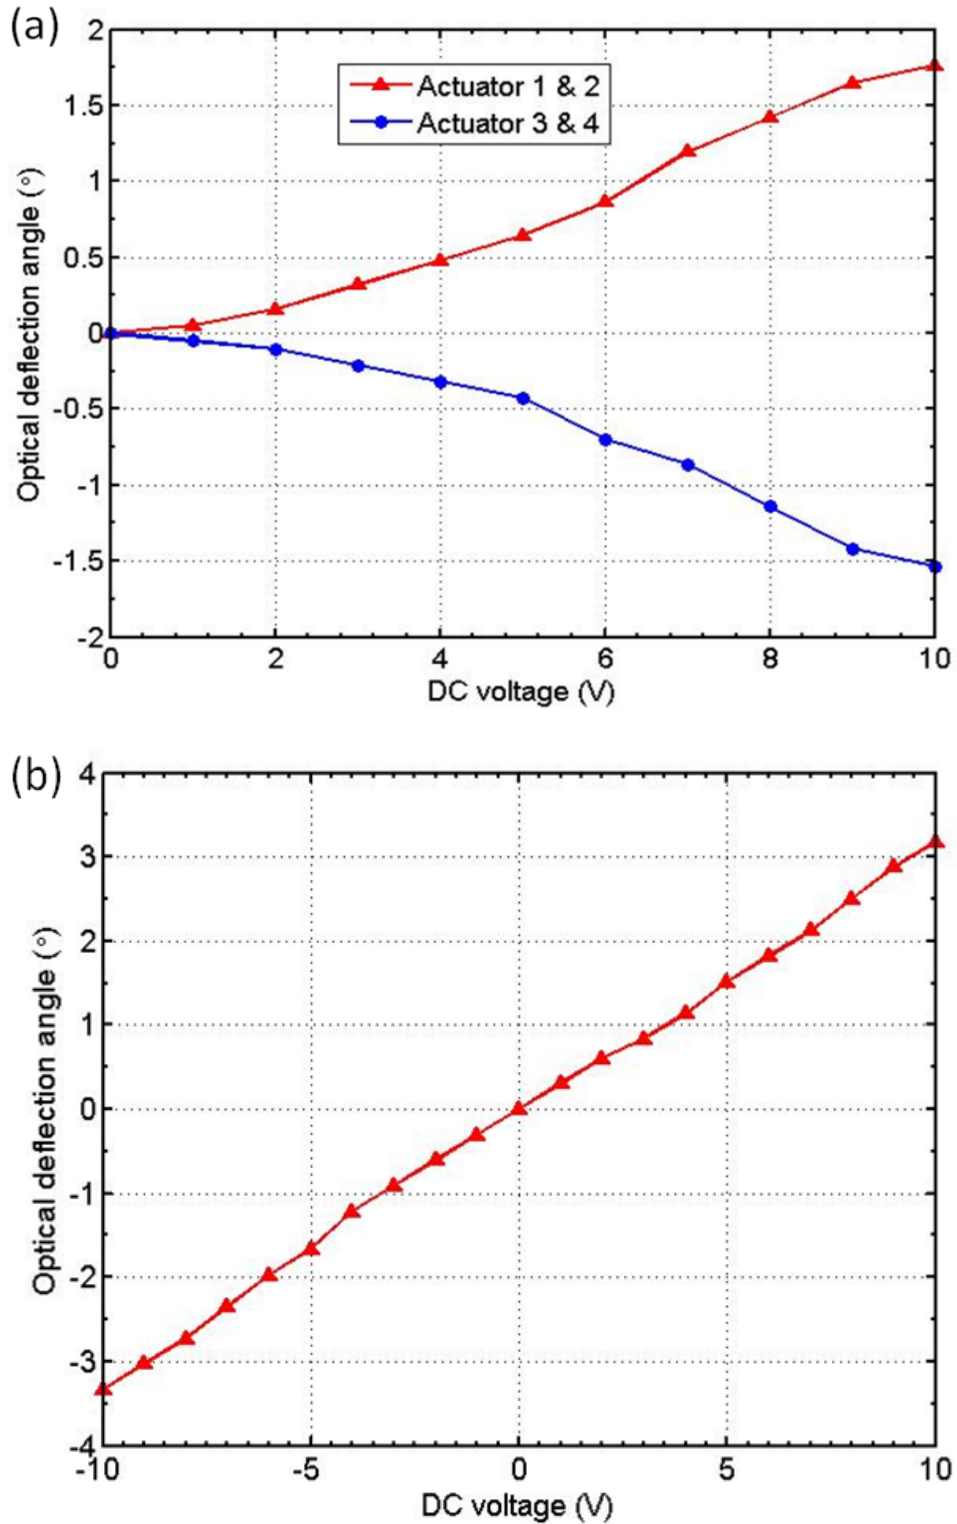 (a)
2
1.5
1
0.5
0
-0.5
-1
-1.5
-2
Optical deflection angle (°)
Actuator 1 & 2
Actuator 3 & 4
0 2 4 6 8 10
DC voltage (V)
(b)
4
3
2
1
0
-1
-2
-3
-4
Optical deflection angle (°)
-10 -5 0 5 10
DC voltage (V)